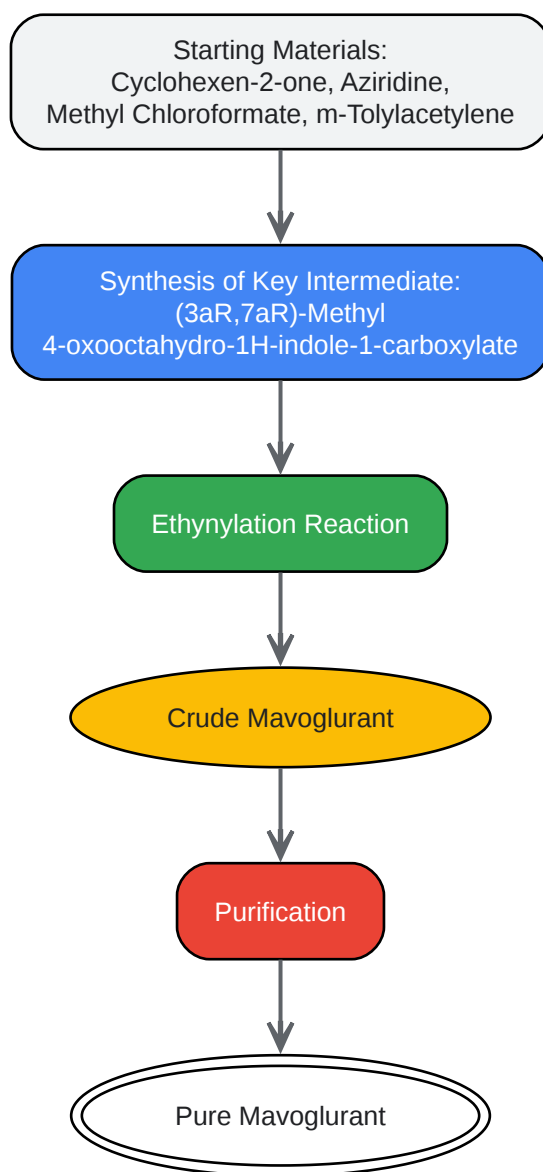 Starting Materials:
Cyclohexen-2-one, Aziridine,
Methyl Chloroformate, m-Tolylacetylene
Synthesis of Key Intermediate:
(3aR,7aR)-Methyl
4-oxooctahydro-1H-indole-1-carboxylate
Ethynylation Reaction
Crude Mavoglurant
Purification
Pure Mavoglurant